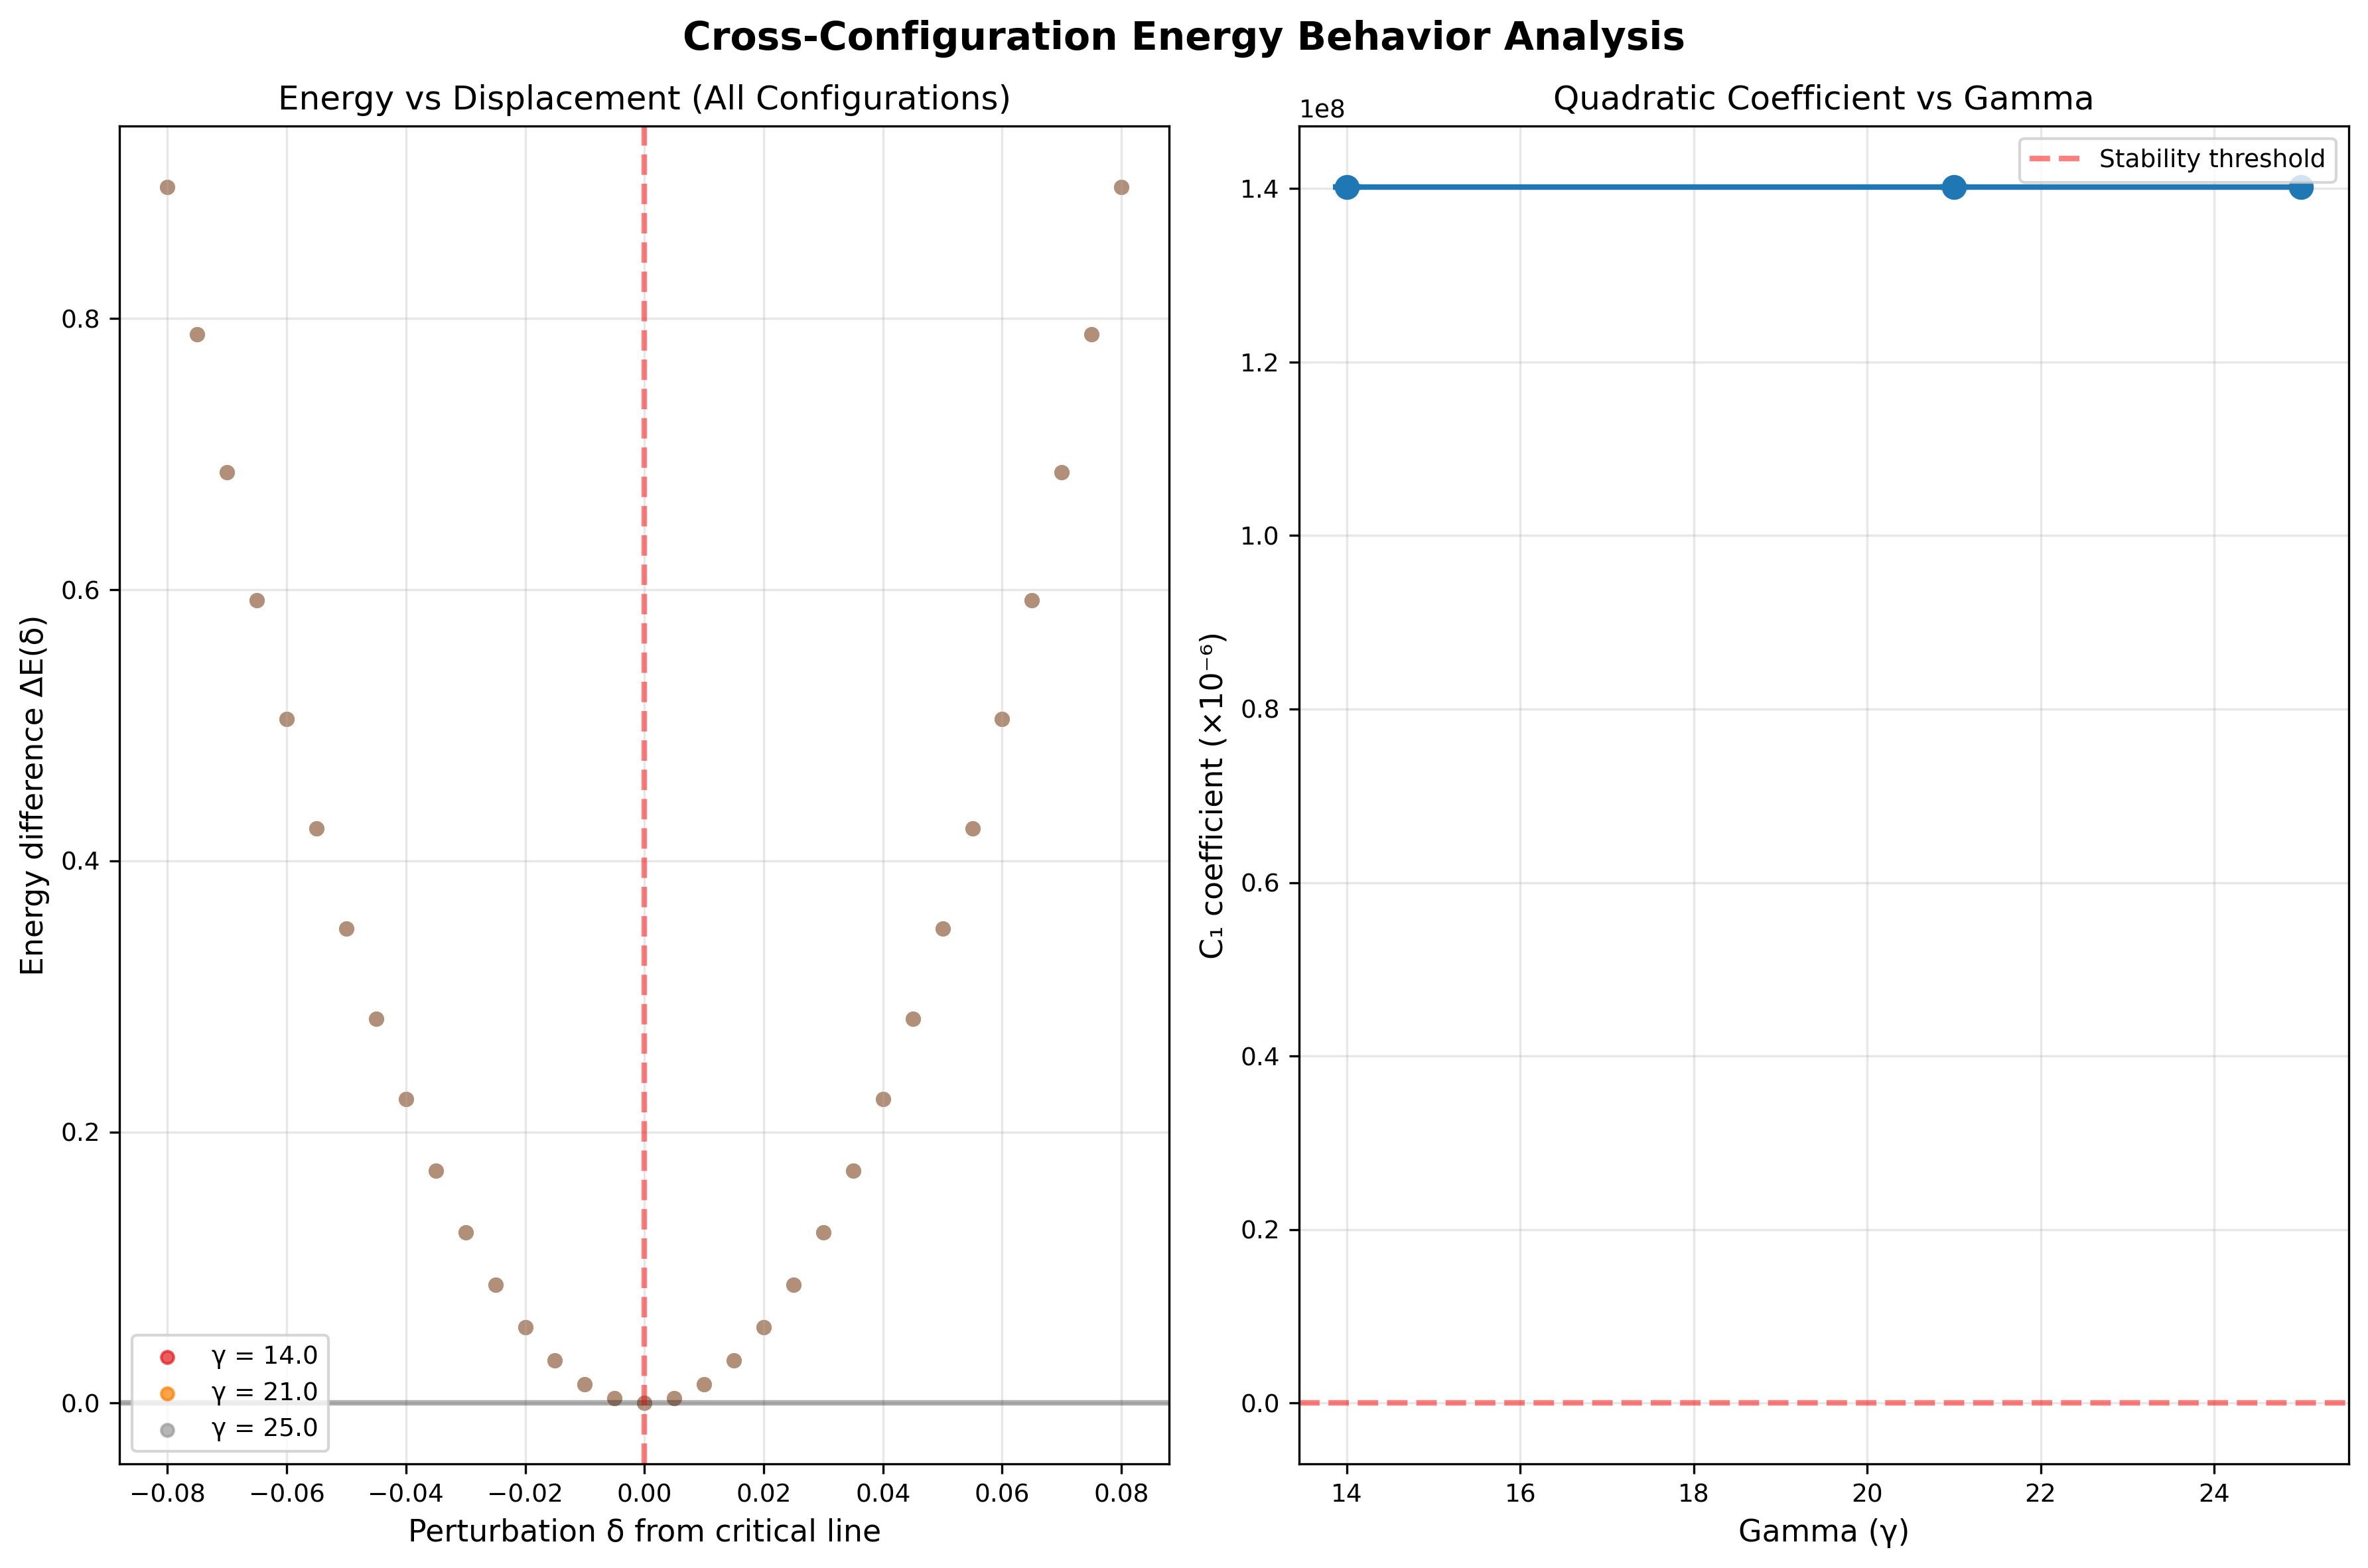 Cross-Configuration Energy Behavior Analysis
Energy vs Displacement (All Configurations)
Energy difference ΔE(δ)
0.8
0.6
0.4
0.2
0.0
γ = 14.0
γ = 21.0
γ = 25.0
−0.08 −0.06 −0.04 −0.02 0.00 0.02 0.04 0.06 0.08
Perturbation δ from critical line
Quadratic Coefficient vs Gamma
1e8
Stability threshold
C₁ coefficient (×10⁻⁶)
1.4
1.2
1.0
0.8
0.6
0.4
0.2
0.0
14 16 18 20 22 24
Gamma (γ)